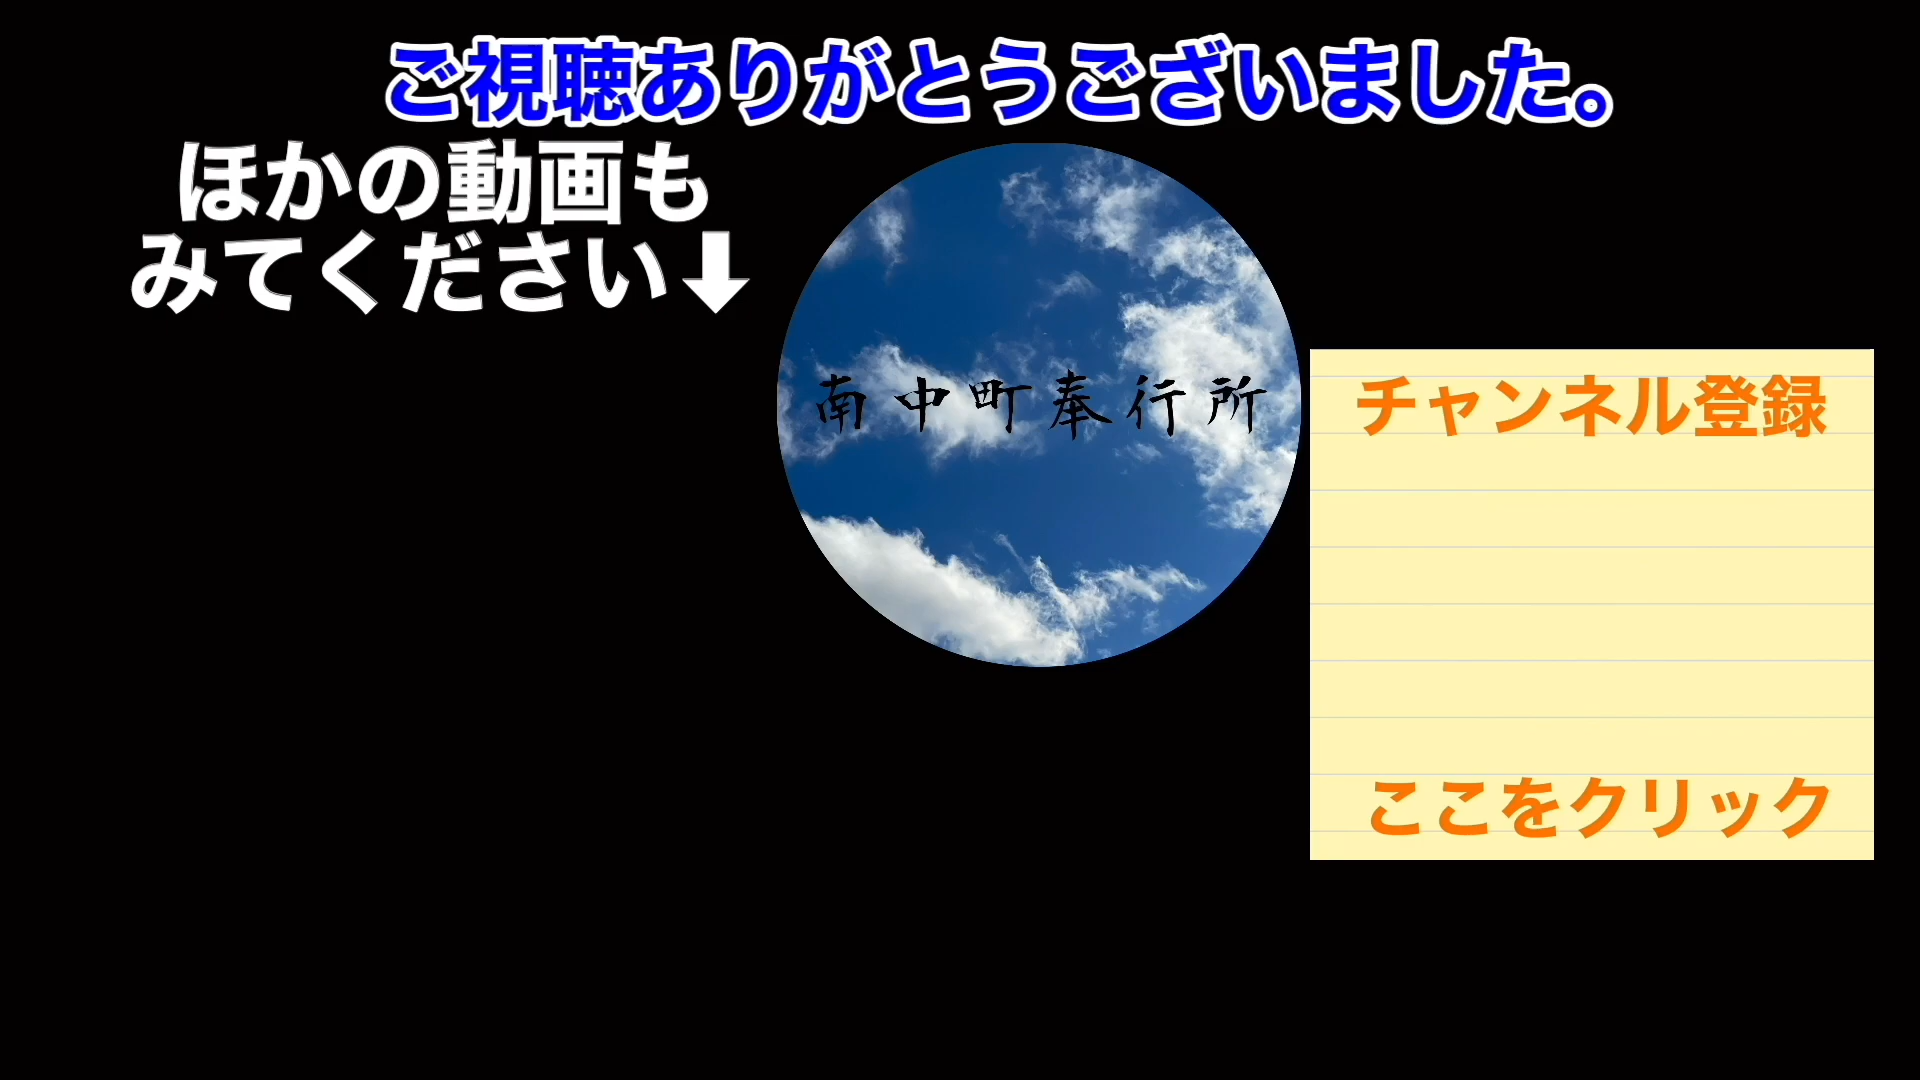 ご視聴ありがとうございました。
ほかの動画も
みてください⬇
南中町奉行所
チャンネル登録
ここをクリック